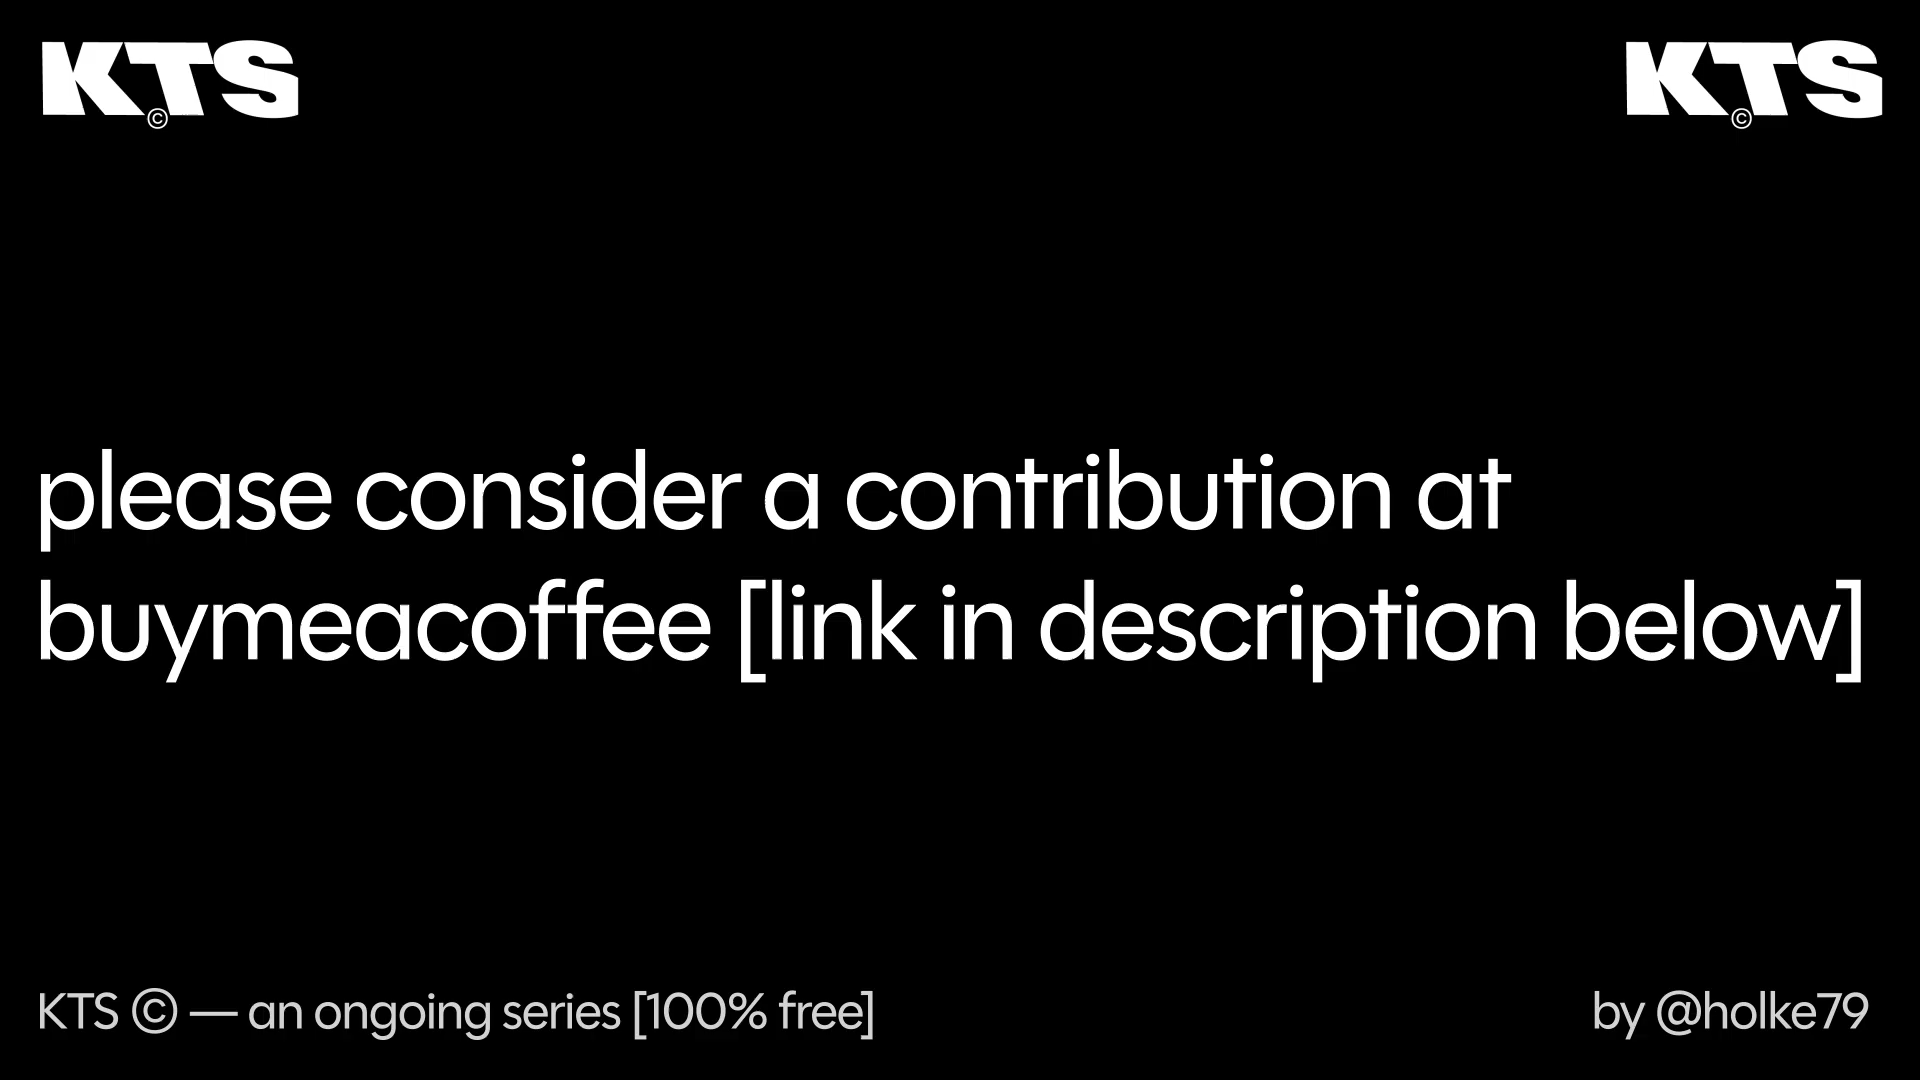 KTS ©
KTS ©
please consider a contribution at
buymeacoffee [link in description below]
KTS © — an ongoing series [100% free]
by @holke79